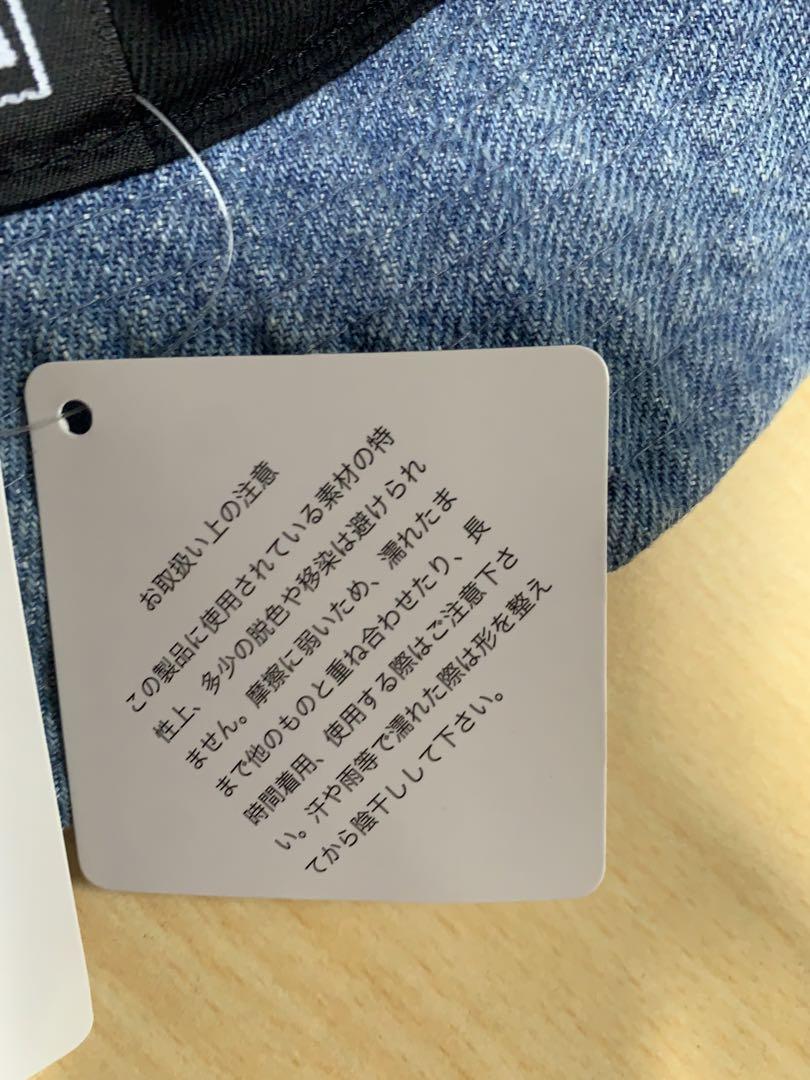 お取扱い上の注意
この製品に使用されている素材の特
性上、多少の脱色や移染は避けられ
ません。摩擦に弱いため、濡れたま
まで他のものと重ね合わせたり、長
時間着用、使用する際はご注意下さ
い。汗や雨等で濡れた際は形を整え
てから陰干しして下さい。